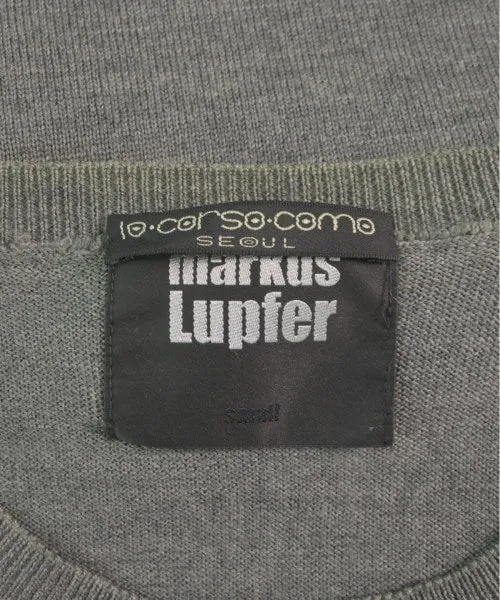 10·corso·como
SEOUL
markus
Lupfer
small